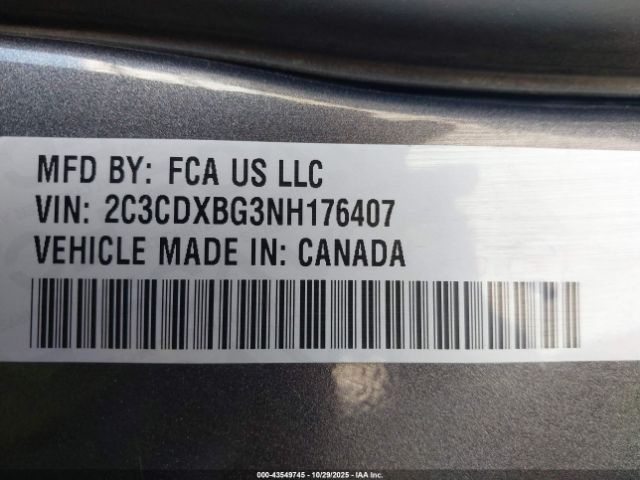 MFD BY: FCA US LLC
VIN: 2C3CDXBG3NH176407
VEHICLE MADE IN: CANADA
000-43549745 - 10/29/2025 - IAA Inc.